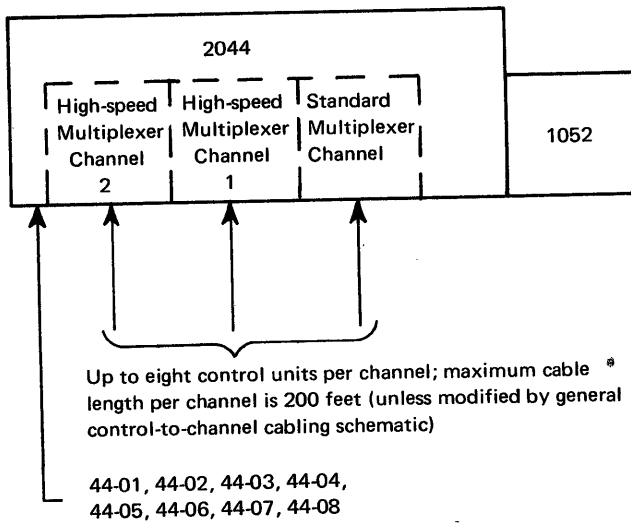 2044
High-speed
Multiplexer
Channel
2
High-speed
Multiplexer
Channel
1
Standard
Multiplexer
Channel
1052
Up to eight control units per channel; maximum cable
length per channel is 200 feet (unless modified by general
control-to-channel cabling schematic)
44-01, 44-02, 44-03, 44-04,
44-05, 44-06, 44-07, 44-08